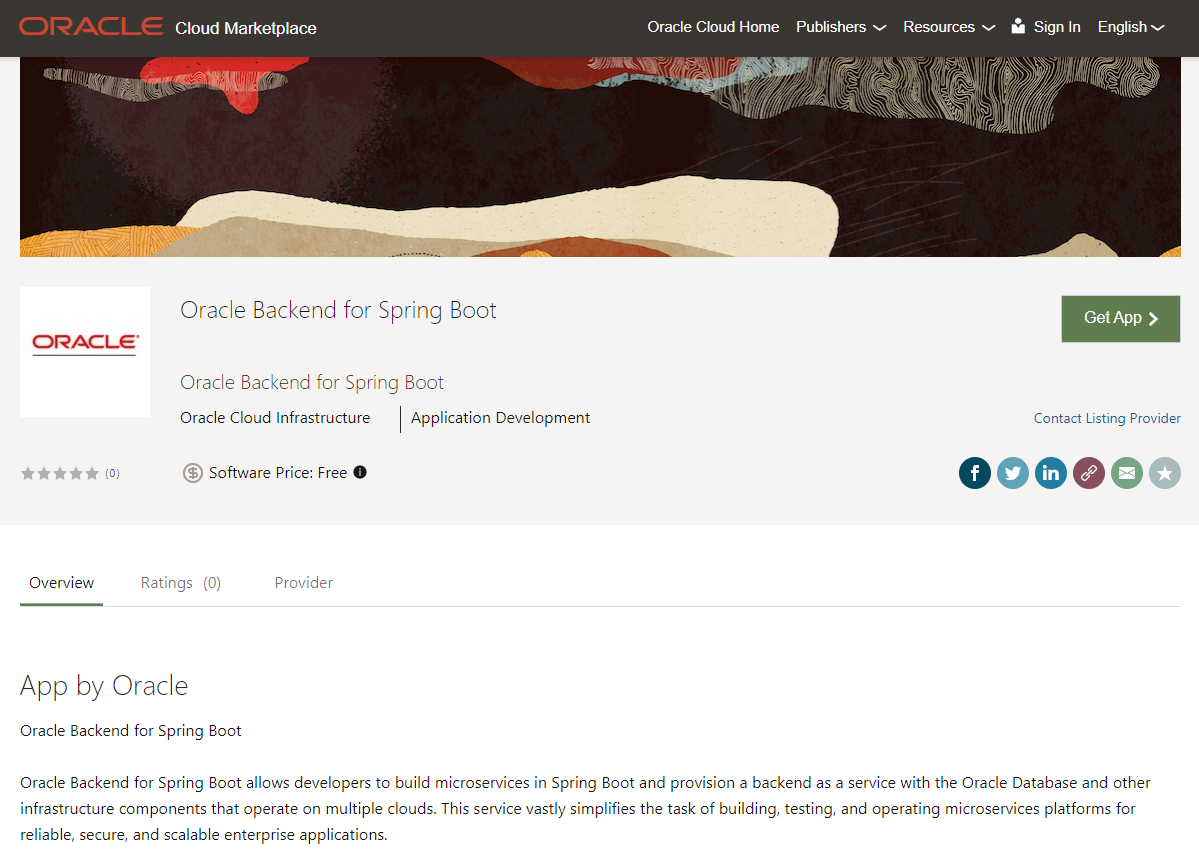 ORACLE Cloud Marketplace
Oracle Cloud Home Publishers Resources Sign In English
ORACLE®
Oracle Backend for Spring Boot
Get App
Oracle Backend for Spring Boot
Oracle Cloud Infrastructure Application Development
Contact Listing Provider
(0)
$ Software Price: Free i
f in
Overview Ratings (0) Provider
App by Oracle
Oracle Backend for Spring Boot
Oracle Backend for Spring Boot allows developers to build microservices in Spring Boot and provision a backend as a service with the Oracle Database and other
infrastructure components that operate on multiple clouds. This service vastly simplifies the task of building, testing, and operating microservices platforms for
reliable, secure, and scalable enterprise applications.